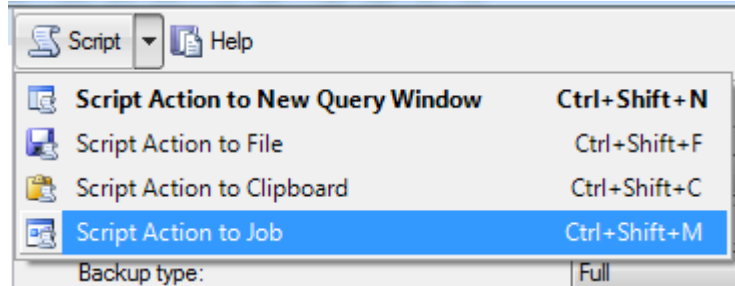 Script Help
Script Action to New Query Window Ctrl+Shift+N
Script Action to File Ctrl+Shift+F
Script Action to Clipboard Ctrl+Shift+C
Script Action to Job Ctrl+Shift+M
Backup type: Full